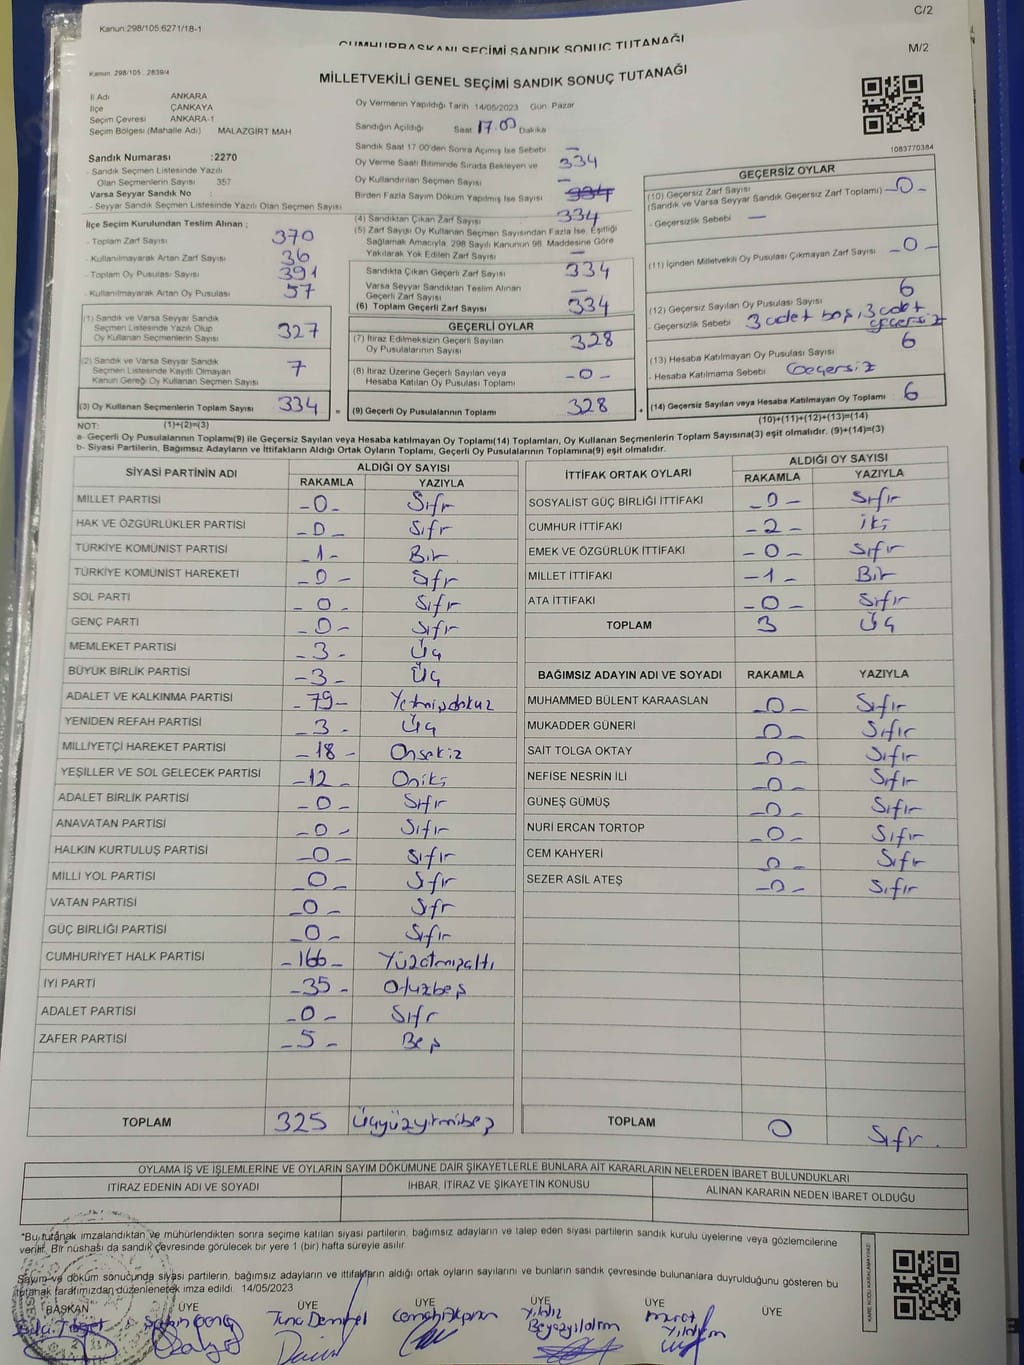 Kanun.298/105;6271/18-1
C/2
CUMHURBAŞKANI SEÇİMİ SANDIK SONUÇ TUTANAĞI
M/2
Kanun. 298/105 : 2839/4
MİLLETVEKİLİ GENEL SEÇİMİ SANDIK SONUÇ TUTANAĞI
İl Adı ANKARA
İlçe ÇANKAYA
Seçim Çevresi ANKARA-1
Seçim Bölgesi (Mahalle Adı) MALAZGİRT MAH
Oy Vermenin Yapıldığı Tarih 14/05/2023 Gün Pazar
Sandığın Açıldığı Saat 17.00 Dakika
1083770384
Sandık Numarası :2270
- Sandık Seçmen Listesinde Yazılı
Olan Seçmenlerin Sayısı 357
Varsa Seyyar Sandık No :
- Seyyar Sandık Seçmen Listesinde Yazılı Olan Seçmen Sayısı
Sandık Saat 17:00'den Sonra Açımış İse Sebebi —
Oy Verme Saati Bitiminde Sırada Bekleyen ve 334
Oy Kullandırılan Seçmen Sayısı —
Birden Fazla Sayım Döküm Yapılmış İse Sayısı 334
İlçe Seçim Kurulundan Teslim Alınan ;
- Toplam Zarf Sayısı 370
- Kullanılmayarak Artan Zarf Sayısı 36
- Toplam Oy Pusulası Sayısı 391
- Kullanılmayarak Artan Oy Pusulası 57
(1) Sandık ve Varsa Seyyar Sandık
Seçmen Listesinde Yazılı Olup
Oy Kullanan Seçmenlerin Sayısı 327
(2) Sandık ve Varsa Seyyar Sandık
Seçmen Listesinde Kayıtlı Olmayan
Kanun Gereği Oy Kullanan Seçmen Sayısı 7
(3) Oy Kullanan Seçmenlerin Toplam Sayısı 334 =
(4) Sandıktan Çıkan Zarf Sayısı 334
(5) Zarf Sayısı Oy Kullanan Seçmen Sayısından Fazla İse, Eşitliği
Sağlamak Amacıyla, 298 Sayılı Kanunun 98. Maddesine Göre
Yakılarak Yok Edilen Zarf Sayısı —
Sandıkta Çıkan Geçerli Zarf Sayısı 334
Varsa Seyyar Sandıktan Teslim Alınan
Geçerli Zarf Sayısı —
(6) Toplam Geçerli Zarf Sayısı 334
GEÇERLİ OYLAR
(7) İtiraz Edilmeksizin Geçerli Sayılan
Oy Pusulalarının Sayısı 328
(8) İtiraz Üzerine Geçerli Sayılan veya
Hesaba Katılan Oy Pusulası Toplamı -0-
(9) Geçerli Oy Pusulalarının Toplamı 328 +
GEÇERSİZ OYLAR
(10) Geçersiz Zarf Sayısı
(Sandık ve Varsa Seyyar Sandık Geçersiz Zarf Toplamı) -0-
- Geçersizlik Sebebi —
(11) İçinden Milletvekili Oy Pusulası Çıkmayan Zarf Sayısı -0-
(12) Geçersiz Sayılan Oy Pusulası Sayısı 6
- Geçersizlik Sebebi 3 adet boş, 3 adet
geçersiz
(13) Hesaba Katılmayan Oy Pusulası Sayısı 6
- Hesaba Katılmama Sebebi Geçersiz
(14) Geçersiz Sayılan veya Hesaba Katılmayan Oy Toplamı 6
NOT: (1)+(2)=(3)
(10)+(11)+(12)+(13)=(14)
a- Geçerli Oy Pusulalarının Toplamı(9) ile Geçersiz Sayılan veya Hesaba katılmayan Oy Toplamı(14) Toplamları, Oy Kullanan Seçmenlerin Toplam Sayısına(3) eşit olmalıdır. (9)+(14)=(3)
b- Siyasi Partilerin, Bağımsız Adayların ve İttifakların Aldığı Ortak Oyların Toplamı, Geçerli Oy Pusulalarının Toplamına(9) eşit olmalıdır.
SİYASİ PARTİNİN ADI ALDIĞI OY SAYISI
RAKAMLA YAZIYLA
MİLLET PARTİSİ -0- Sıfır
HAK VE ÖZGÜRLÜKLER PARTİSİ -0- Sıfır
TÜRKİYE KOMÜNİST PARTİSİ -1- Bir
TÜRKİYE KOMÜNİST HAREKETİ -0- Sıfır
SOL PARTİ -0- Sıfır
GENÇ PARTİ -0- Sıfır
MEMLEKET PARTİSİ -3- Üç
BÜYÜK BİRLİK PARTİSİ -3- Üç
ADALET VE KALKINMA PARTİSİ -79- Yetmişdokuz
YENİDEN REFAH PARTİSİ -3- Üç
MİLLİYETÇİ HAREKET PARTİSİ -18- Onsekiz
YEŞİLLER VE SOL GELECEK PARTİSİ -12- Oniki
ADALET BİRLİK PARTİSİ -0- Sıfır
ANAVATAN PARTİSİ -0- Sıfır
HALKIN KURTULUŞ PARTİSİ -0- Sıfır
MİLLİ YOL PARTİSİ -0- Sıfır
VATAN PARTİSİ -0- Sıfır
GÜÇ BİRLİĞİ PARTİSİ -0- Sıfır
CUMHURİYET HALK PARTİSİ -166- Yüzatmışaltı
İYİ PARTİ -35- Otuzbeş
ADALET PARTİSİ -0- Sıfır
ZAFER PARTİSİ -5- Beş
TOPLAM 325 Üçyüzyirmibeş
İTTİFAK ORTAK OYLARI ALDIĞI OY SAYISI
RAKAMLA YAZIYLA
SOSYALİST GÜÇ BİRLİĞİ İTTİFAKI -0- Sıfır
CUMHUR İTTİFAKI -2- iki
EMEK VE ÖZGÜRLÜK İTTİFAKI -0- Sıfır
MİLLET İTTİFAKI -1- Bir
ATA İTTİFAKI -0- Sıfır
TOPLAM 3 Üç
BAĞIMSIZ ADAYIN ADI VE SOYADI RAKAMLA YAZIYLA
MUHAMMED BÜLENT KARAASLAN -0- Sıfır
MUKADDER GÜNERİ -0- Sıfır
SAİT TOLGA OKTAY -0- Sıfır
NEFİSE NESRİN İLİ -0- Sıfır
GÜNEŞ GÜMÜŞ -0- Sıfır
NURİ ERCAN TORTOP -0- Sıfır
CEM KAHYERİ -0- Sıfır
SEZER ASİL ATEŞ -0- Sıfır
TOPLAM 0 Sıfır.
OYLAMA İŞ VE İŞLEMLERİNE VE OYLARIN SAYIM DÖKÜMÜNE DAİR ŞİKAYETLERLE BUNLARA AİT KARARLARIN NELERDEN İBARET BULUNDUKLARI
İTİRAZ EDENİN ADI VE SOYADI İHBAR, İTİRAZ VE ŞİKAYETİN KONUSU ALINAN KARARIN NEDEN İBARET OLDUĞU
"Bu tutanak imzalandıktan ve mühürlendikten sonra seçime katılan siyasi partilerin, bağımsız adayların ve talep eden siyasi partilerin sandık kurulu üyelerine veya gözlemcilerine
verilir. Bir nüshası da sandık çevresinde görülecek bir yere 1 (bir) hafta süreyle asılır.
Sayım ve döküm sonucunda siyasi partilerin, bağımsız adayların ve ittifakların aldığı ortak oyların sayılarını ve bunların sandık çevresinde bulunanlara duyrulduğunu gösteren bu
tutanak tarafımızdan düzenlenerek imza edildi. 14/05/2023
BAŞKAN ÜYE ÜYE ÜYE ÜYE ÜYE ÜYE
Tuna Demirel
Yıldız
Beyazyıldırım
Murat
Yıldırım